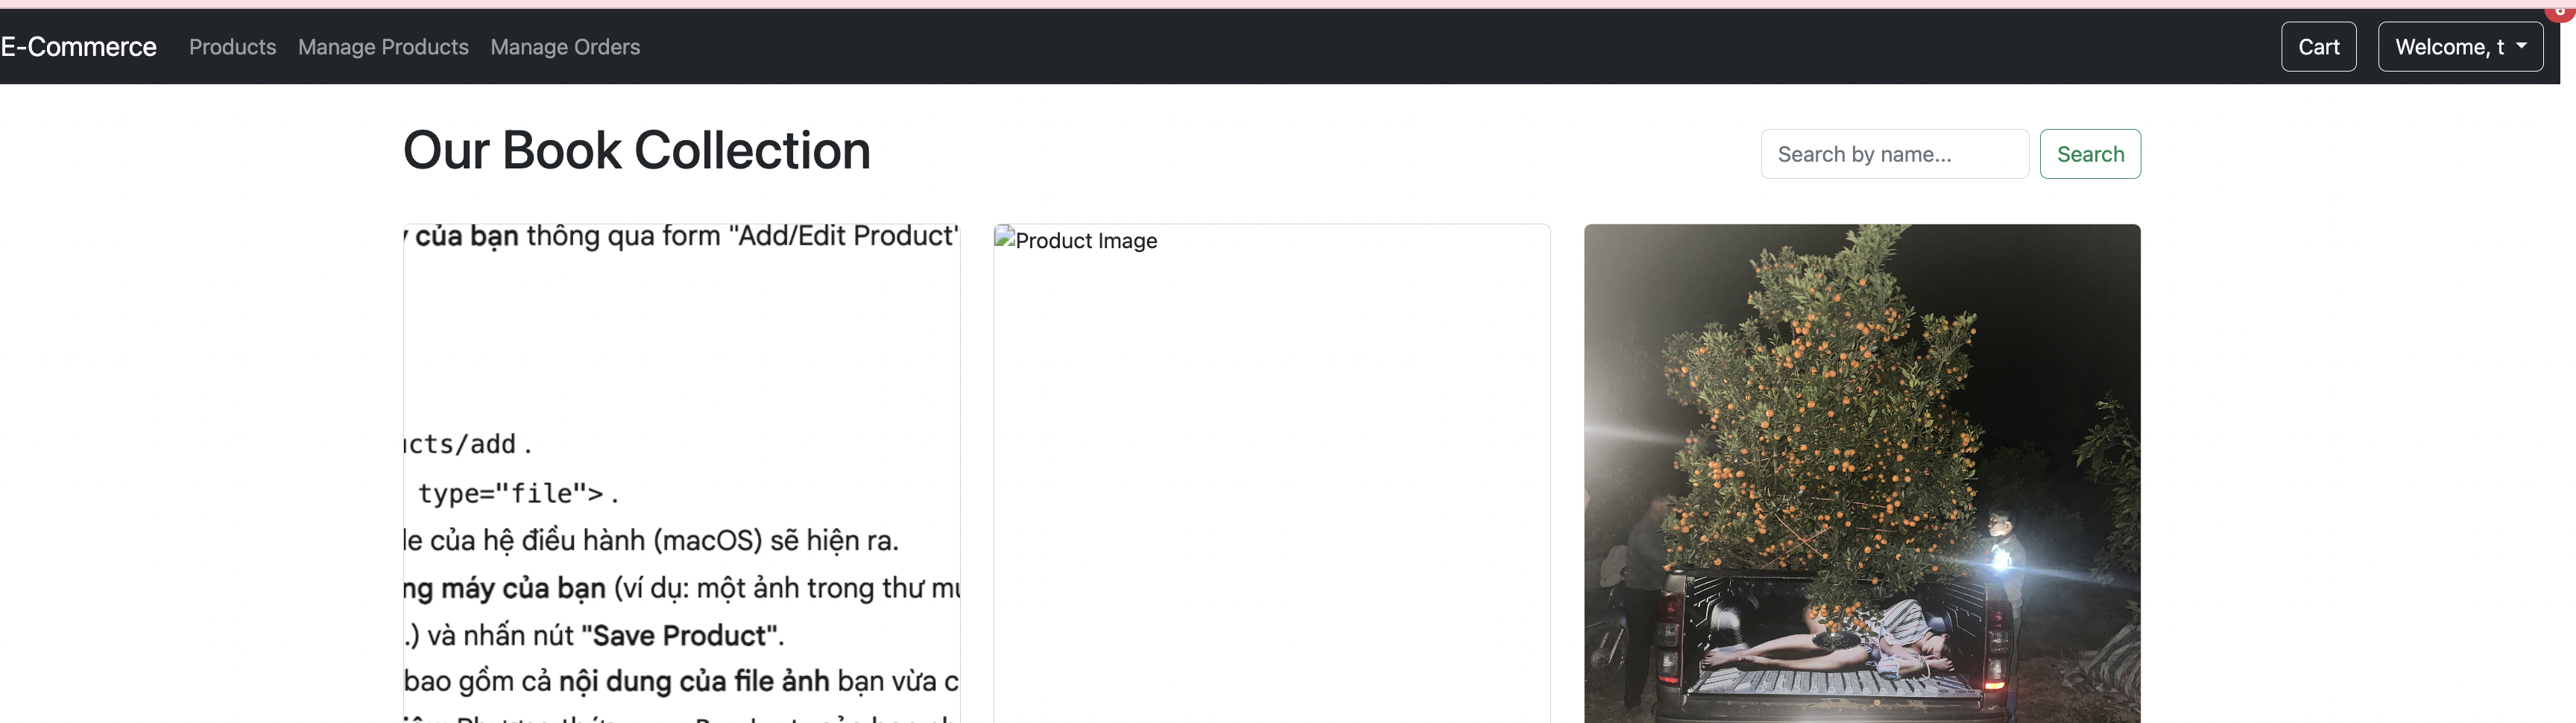 E-Commerce Products Manage Products Manage Orders Cart Welcome, t
Our Book Collection
Search by name... Search
của bạn thông qua form "Add/Edit Product"
ucts/add .
type="file"> .
le của hệ điều hành (macOS) sẽ hiện ra.
ng máy của bạn (ví dụ: một ảnh trong thư mụ
.) và nhấn nút "Save Product".
bao gồm cả nội dung của file ảnh bạn vừa c
Product Image